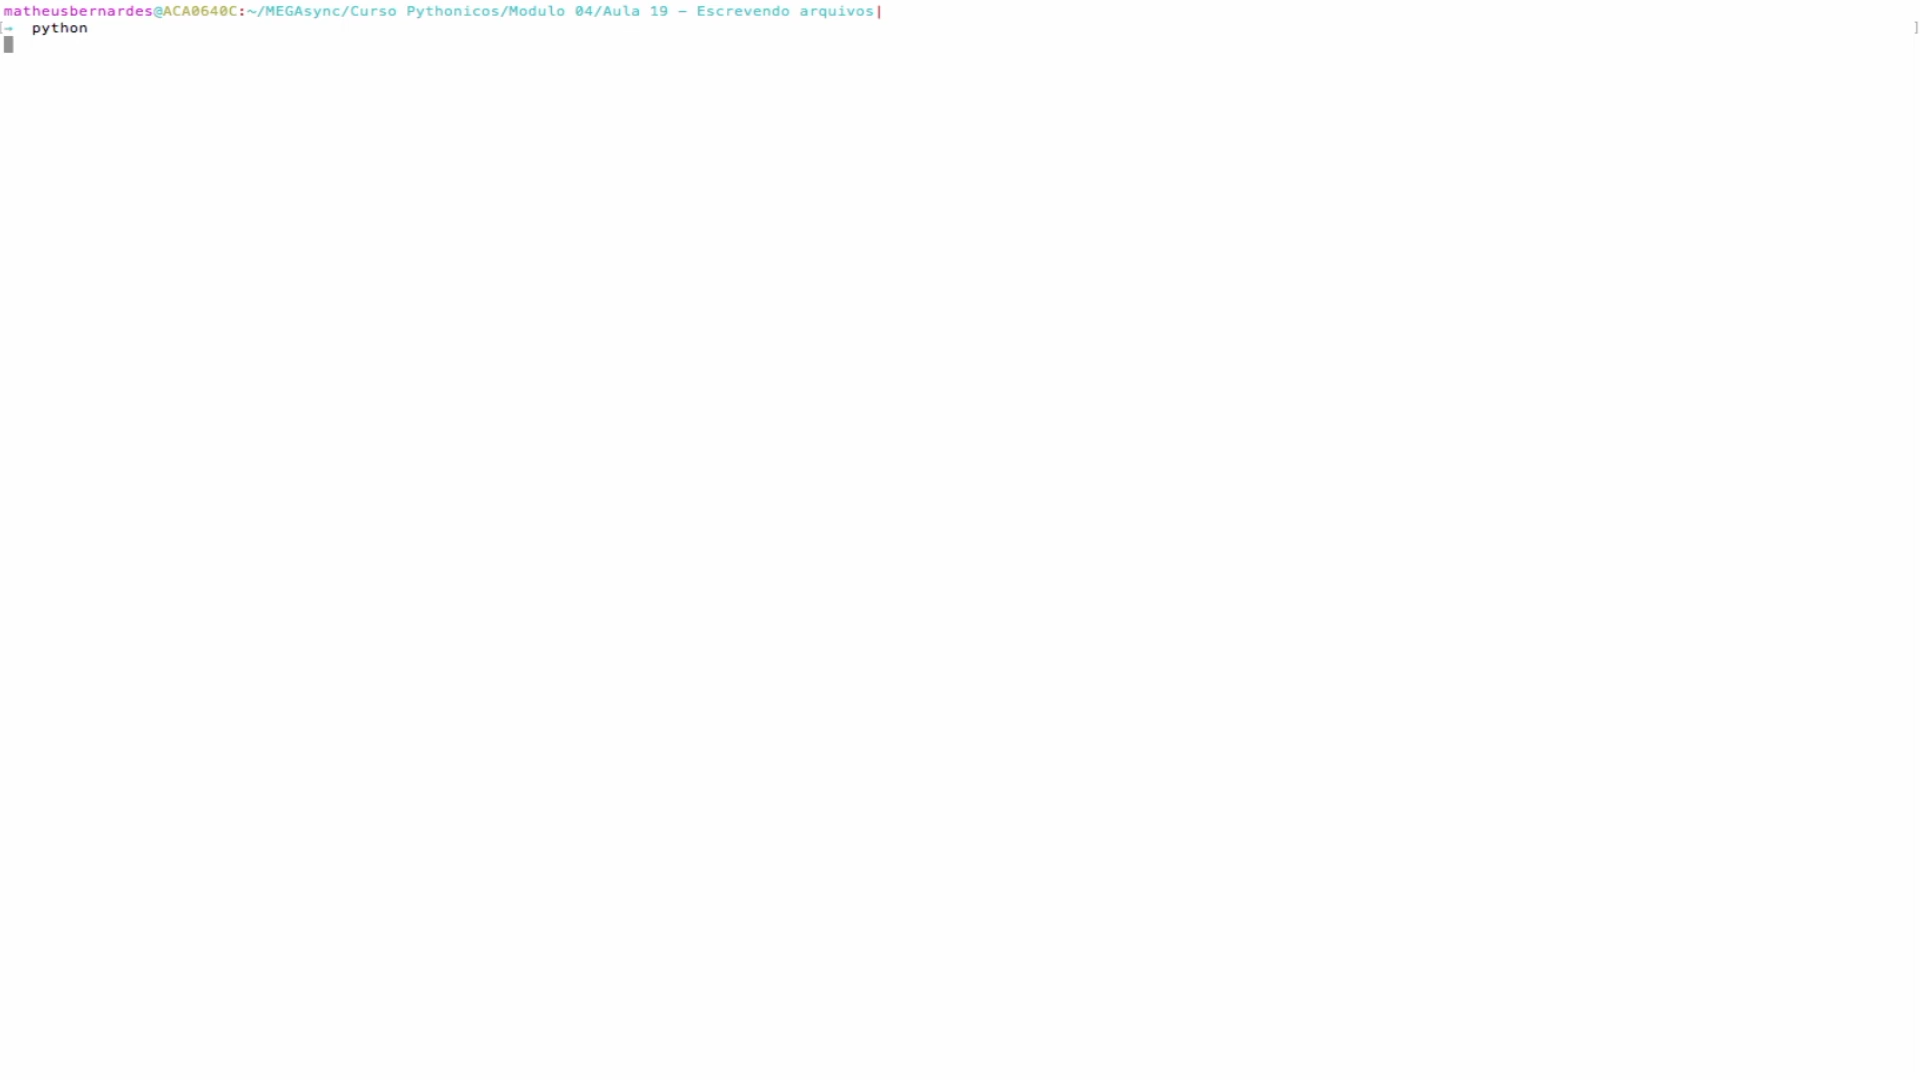 matheusbernardes@ACA0640C:~/MEGAsync/Curso Pythonicos/Modulo 04/Aula 19 - Escrevendo arquivos|
[→  python ]